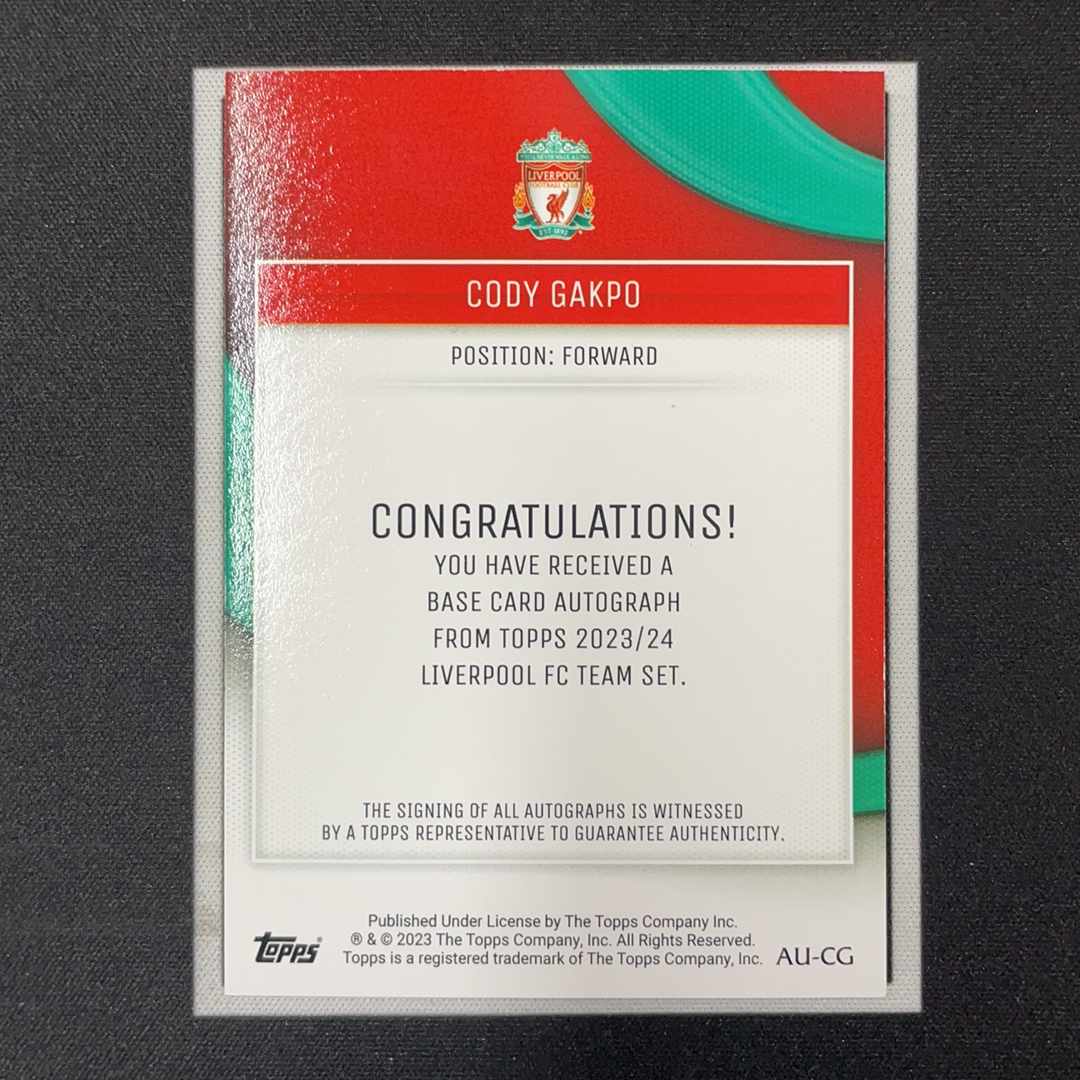 YOU'LL NEVER WALK ALONE
LIVERPOOL
FOOTBALL CLUB
EST·1892
CODY GAKPO
POSITION: FORWARD
CONGRATULATIONS!
YOU HAVE RECEIVED A
BASE CARD AUTOGRAPH
FROM TOPPS 2023/24
LIVERPOOL FC TEAM SET.
THE SIGNING OF ALL AUTOGRAPHS IS WITNESSED
BY A TOPPS REPRESENTATIVE TO GUARANTEE AUTHENTICITY.
Published Under License by The Topps Company Inc.
® & © 2023 The Topps Company, Inc. All Rights Reserved.
Topps is a registered trademark of The Topps Company, Inc.
topps®
AU-CG